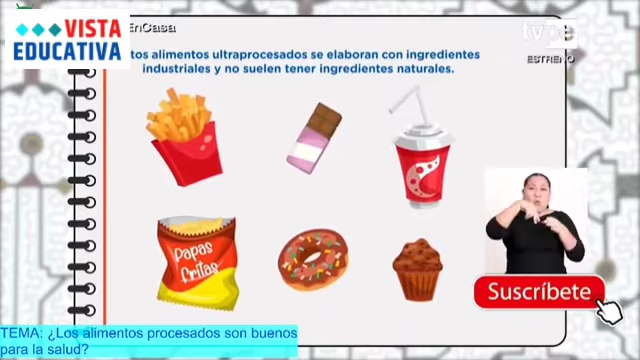 VISTA
EDUCATIVA
EnCasa
tvPe
ESTRENO
tos alimentos ultraprocesados se elaboran con ingredientes
industriales y no suelen tener ingredientes naturales.
Papas
fritas
Suscríbete
TEMA: ¿Los alimentos procesados son buenos
para la salud?